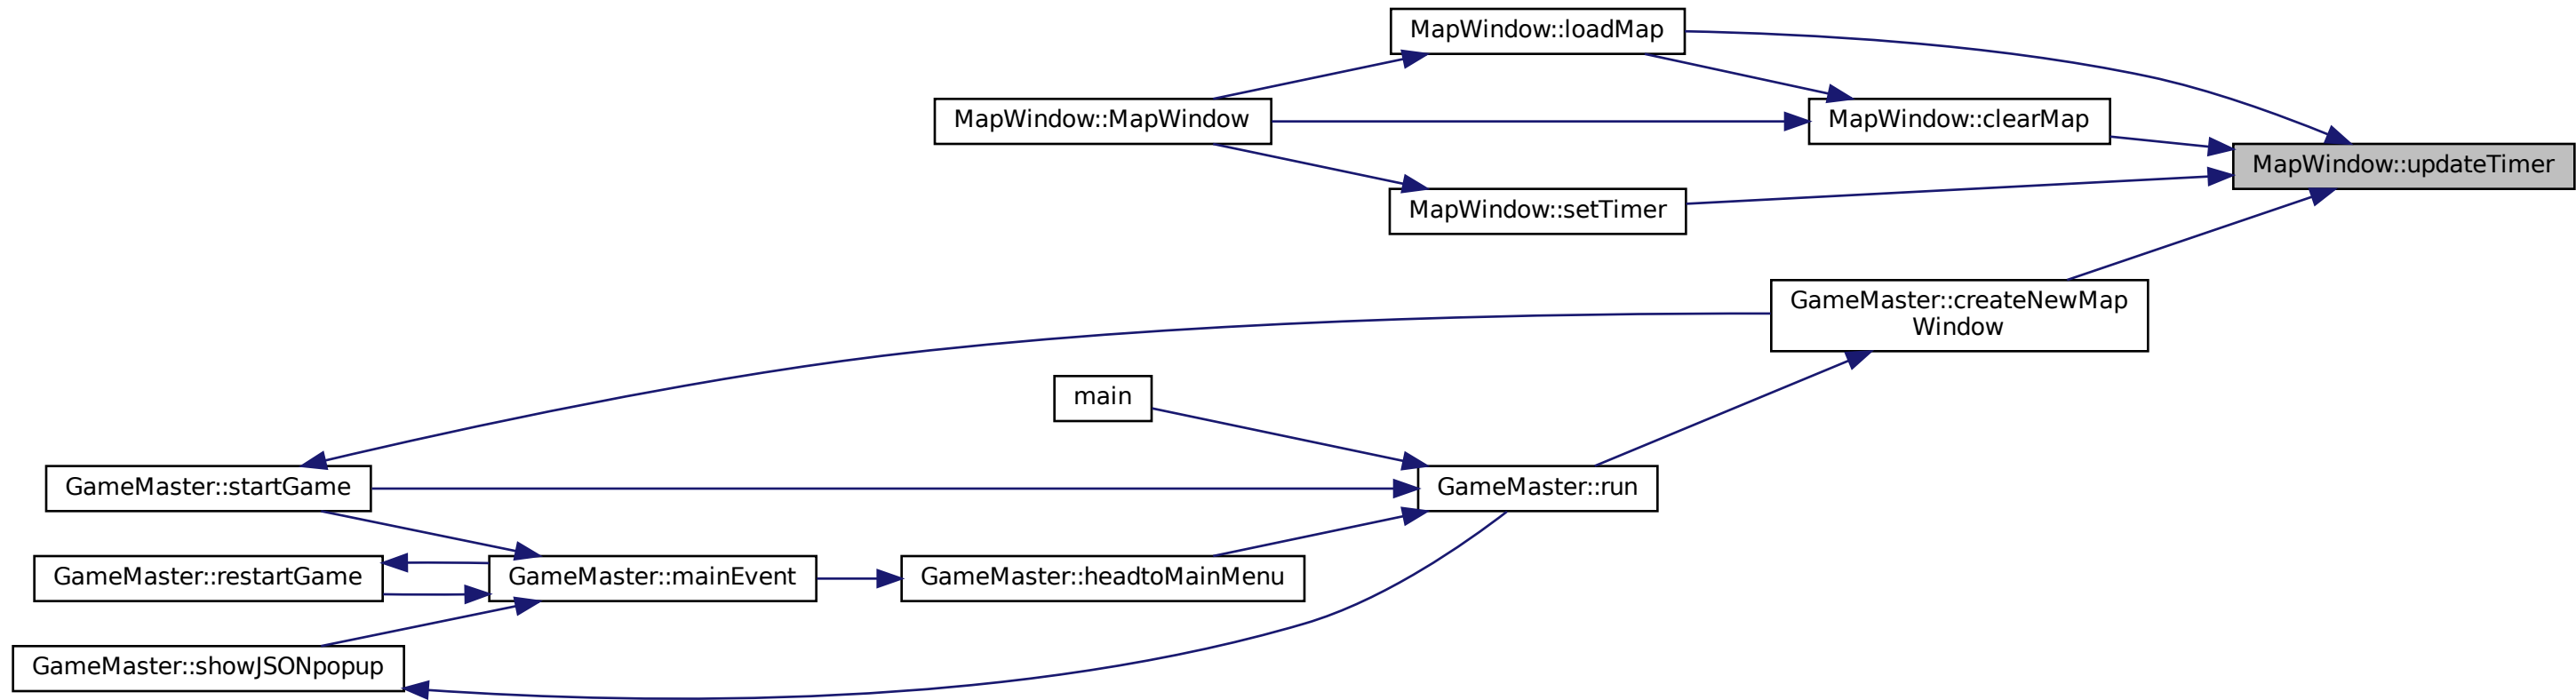 MapWindow::loadMap
MapWindow::MapWindow
MapWindow::clearMap
MapWindow::updateTimer
MapWindow::setTimer
GameMaster::createNewMap
Window
main
GameMaster::startGame
GameMaster::run
GameMaster::restartGame
GameMaster::mainEvent
GameMaster::headtoMainMenu
GameMaster::showJSONpopup